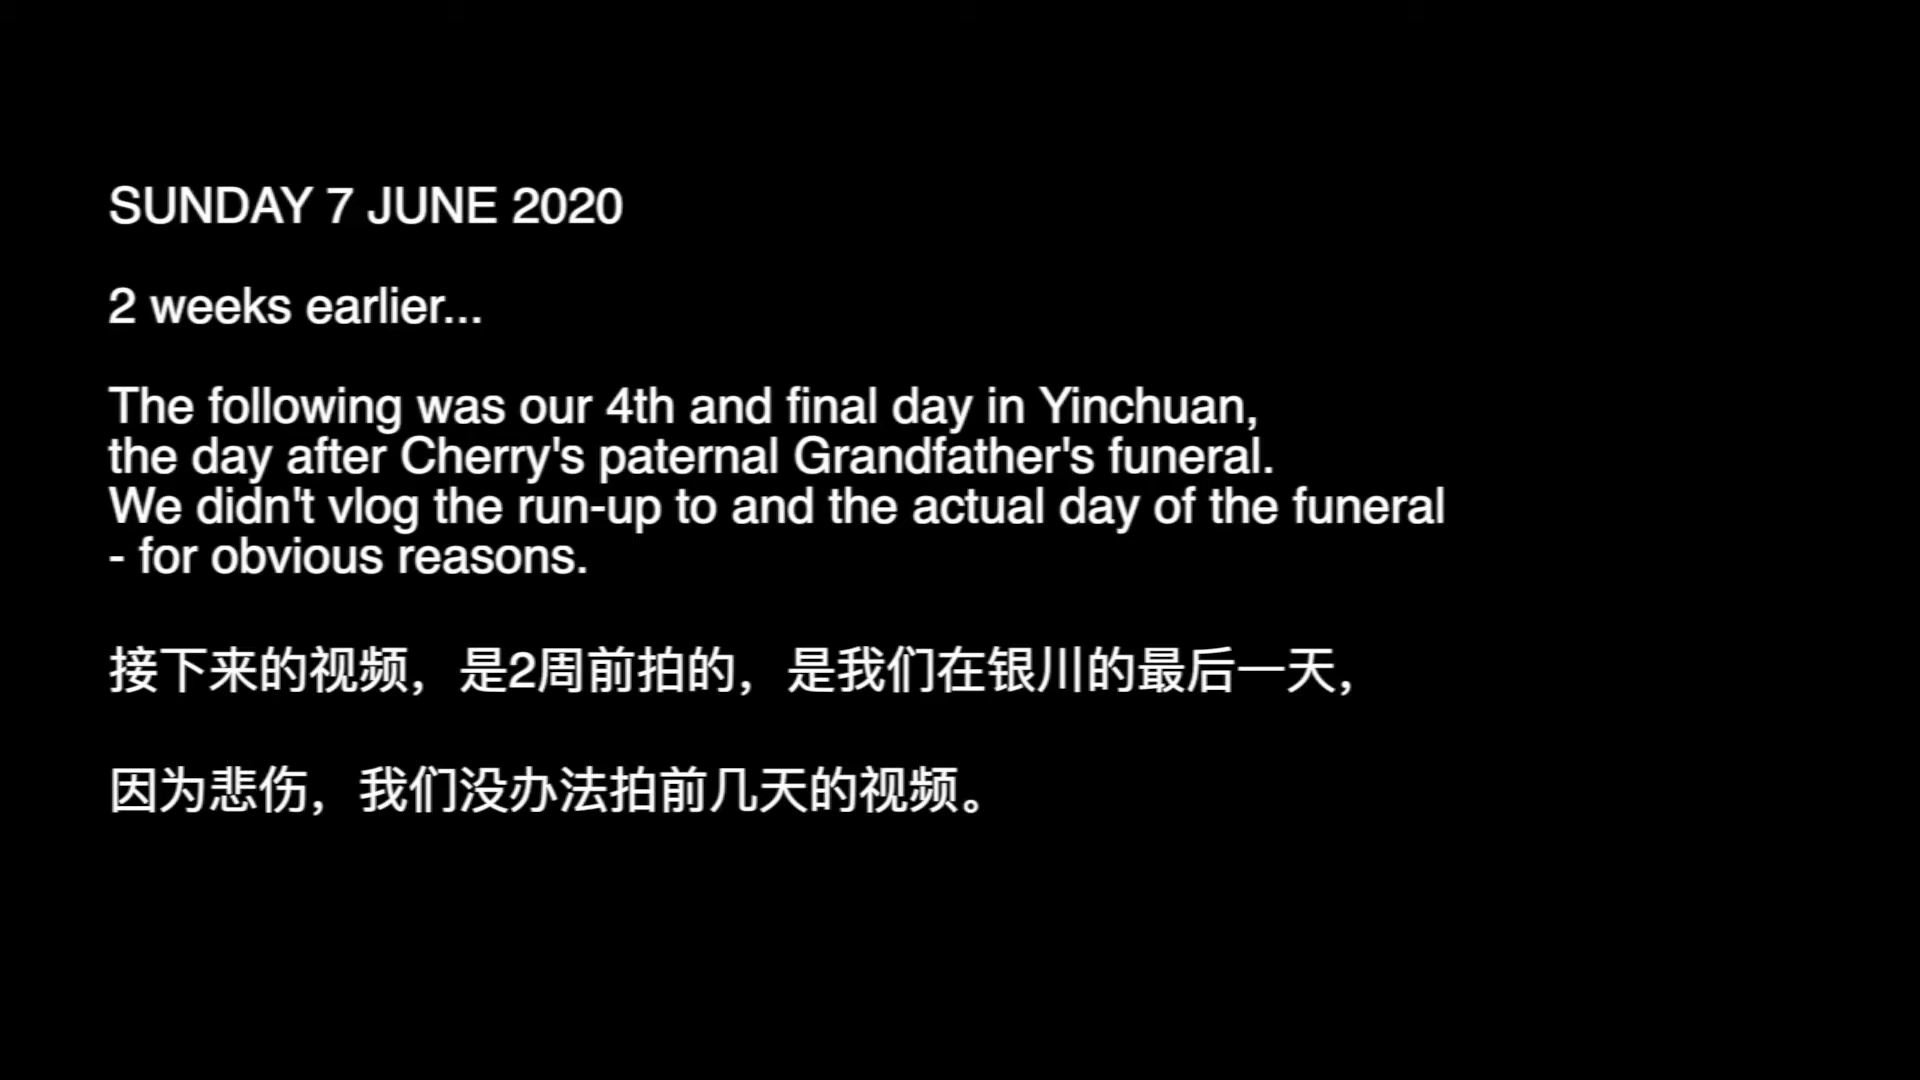 SUNDAY 7 JUNE 2020
2 weeks earlier...
The following was our 4th and final day in Yinchuan,
the day after Cherry's paternal Grandfather's funeral.
We didn't vlog the run-up to and the actual day of the funeral
- for obvious reasons.
接下来的视频，是2周前拍的，是我们在银川的最后一天，
因为悲伤，我们没办法拍前几天的视频。